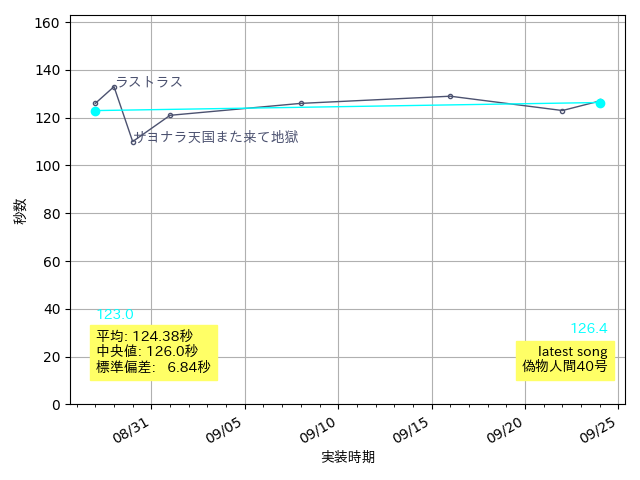 160
140
120
100
80
60
40
20
0
秒数
ラストラス
サヨナラ天国また来て地獄
123.0
平均: 124.38秒
中央値: 126.0秒
標準偏差: 6.84秒
126.4
latest song
偽物人間40号
08/31
09/05
09/10
09/15
09/20
09/25
実装時期